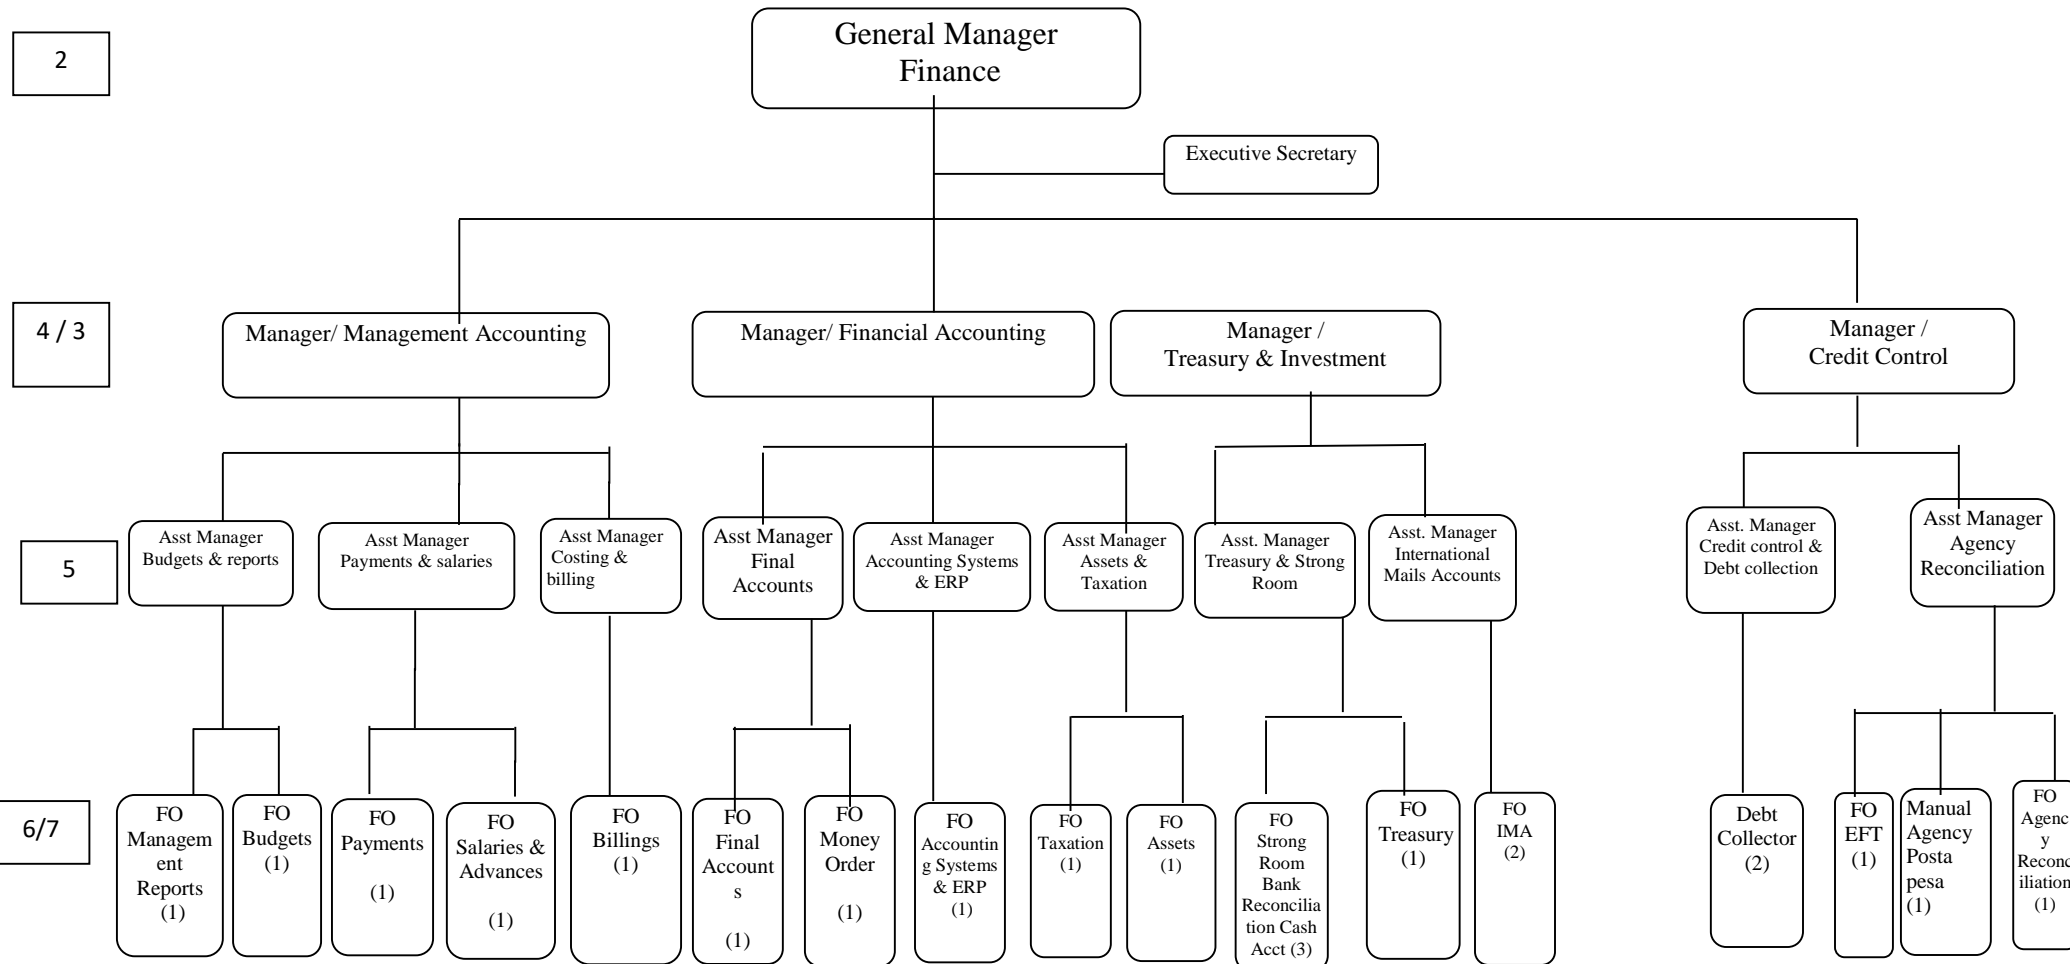 General Manager
Finance
2
Executive Secretary
4 / 3
Manager/ Management Accounting
Manager/ Financial Accounting
Manager /
Treasury & Investment
Manager /
Credit Control
5
Asst Manager
Budgets & reports
Asst Manager
Payments & salaries
Asst Manager
Costing &
billing
Asst Manager
Final
Accounts
Asst Manager
Accounting Systems
& ERP
Asst Manager
Assets &
Taxation
Asst. Manager
Treasury & Strong
Room
Asst. Manager
International
Mails Accounts
Asst. Manager
Credit control &
Debt collection
Asst Manager
Agency
Reconciliation
6/7
FO
Managem
ent
Reports
(1)
FO
Budgets
(1)
FO
Payments
(1)
FO
Salaries &
Advances
(1)
FO
Billings
(1)
FO
Final
Account
s
(1)
FO
Money
Order
(1)
FO
Accountin
g Systems
& ERP
(1)
FO
Taxation
(1)
FO
Assets
(1)
FO
Strong
Room
Bank
Reconcilia
tion Cash
Acct (3)
FO
Treasury
(1)
FO
IMA
(2)
Debt
Collector
(2)
FO
EFT
(1)
Manual
Agency
Posta
pesa
(1)
FO
Agenc
y
Reconc
iliation
(1)